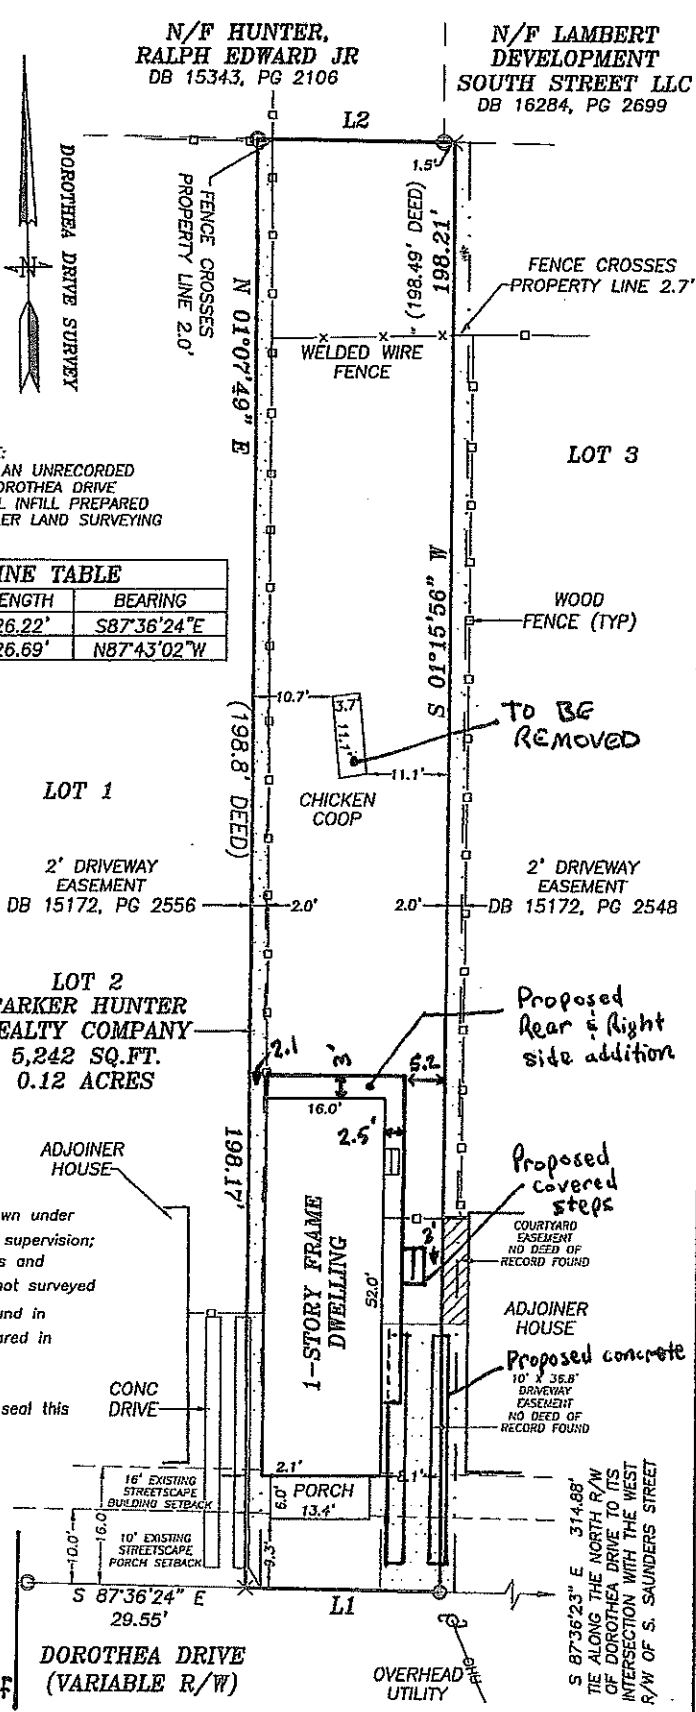 N/F HUNTER,
RALPH EDWARD JR
DB 15343, PG 2106
N/F LAMBERT
DEVELOPMENT
SOUTH STREET LLC
DB 16284, PG 2699
L2
1.5'
DOROTHEA DRIVE SURVEY
N
FENCE CROSSES
PROPERTY LINE 2.0'
(198.49' DEED)
198.21'
FENCE CROSSES
PROPERTY LINE 2.7'
WELDED WIRE
FENCE
N 01°07'49" E
LOT 3
AN UNRECORDED
OROTHEA DRIVE
INFILL PREPARED
ER LAND SURVEYING
INE TABLE
ENGTH BEARING
26.22' S87°36'24"E
26.69' N87°43'02"W
S 01°15'56" W
WOOD
FENCE (TYP)
10.7'
3.7'
11.1'
TO BE
REMOVED
11.1'
CHICKEN
COOP
LOT 1
(198.8' DEED)
2' DRIVEWAY
EASEMENT
DB 15172, PG 2556
2.0'
2.0'
2' DRIVEWAY
EASEMENT
DB 15172, PG 2548
LOT 2
PARKER HUNTER
REALTY COMPANY
5,242 SQ.FT.
0.12 ACRES
Proposed
Rear & Right
side addition
2.1
3'
5.2
16.0'
2.5'
198.17'
ADJOINER
HOUSE
Proposed
covered
steps
wn under
supervision;
s and
not surveyed
und in
ared in
seal this
1-STORY FRAME
DWELLING
52.0'
COURTYARD
EASEMENT
NO DEED OF
RECORD FOUND
ADJOINER
HOUSE
Proposed concrete
10' X 36.8'
DRIVEWAY
EASEMENT
NO DEED OF
RECORD FOUND
CONC
DRIVE
2.1'
PORCH
6.0'
13.4'
9.3'
16' EXISTING
STREETSCAPE
BUILDING SETBACK
16.0'
10' EXISTING
STREETSCAPE
PORCH SETBACK
10.0'
S 87°36'24" E
29.55'
L1
S 87°36'23" E 314.88'
TIE ALONG THE NORTH R/W
OF DOROTHEA DRIVE TO ITS
INTERSECTION WITH THE WEST
R/W OF S. SAUNDERS STREET
DOROTHEA DRIVE
(VARIABLE R/W)
OVERHEAD
UTILITY
OHE